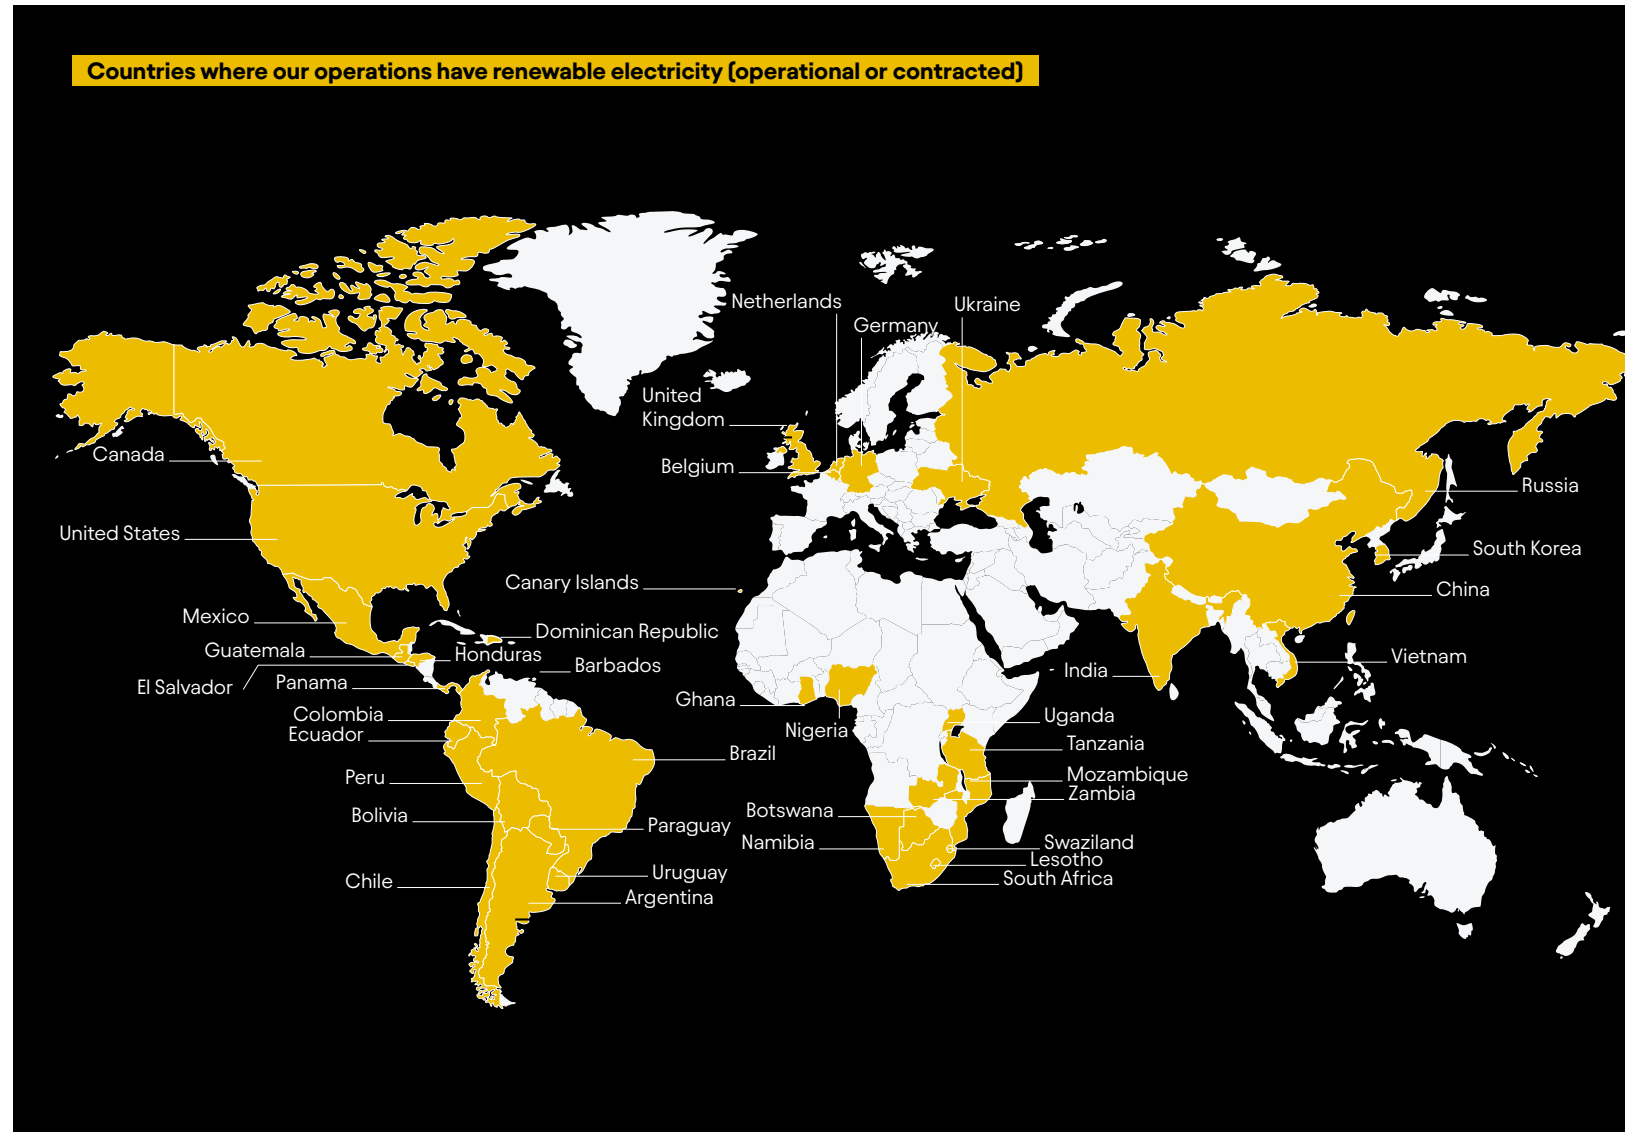 Countries where our operations have renewable electricity (operational or contracted)
Netherlands
Ukraine
Germany
United
Kingdom
Belgium
Canada
Russia
United States
South Korea
Canary Islands
China
Mexico
Dominican Republic
Guatemala
Honduras
Vietnam
Barbados
India
El Salvador
Panama
Ghana
Colombia
Uganda
Ecuador
Nigeria
Tanzania
Brazil
Peru
Mozambique
Zambia
Botswana
Bolivia
Paraguay
Namibia
Swaziland
Lesotho
Uruguay
South Africa
Chile
Argentina